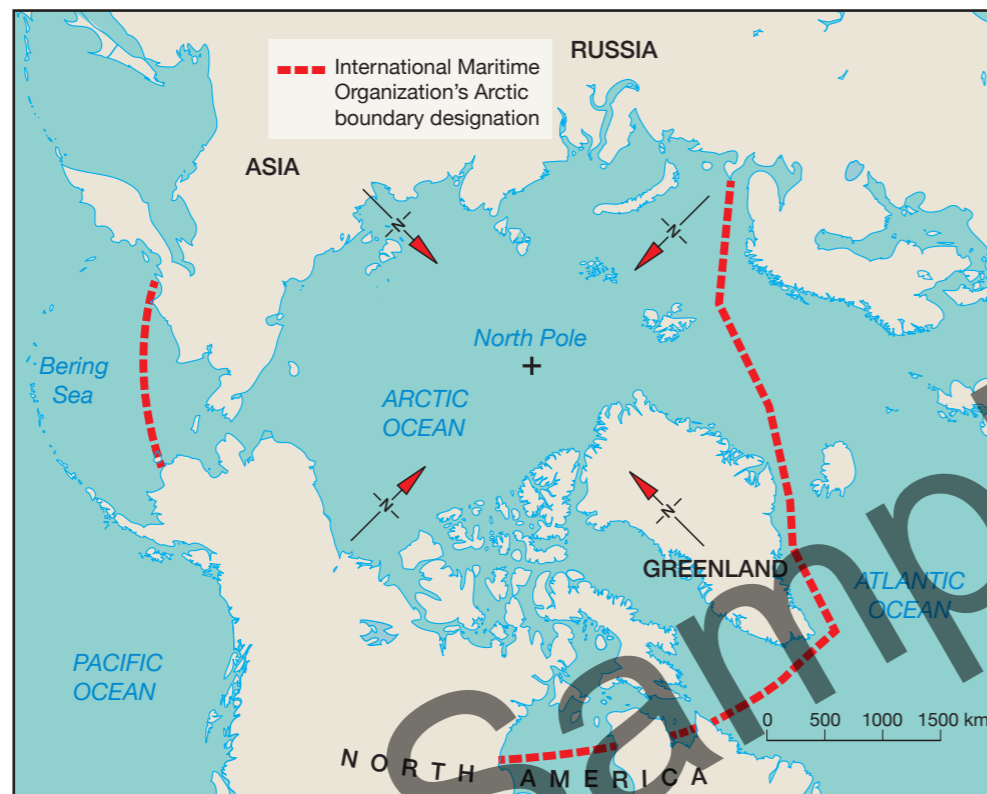 RUSSIA
International Maritime
Organization's Arctic
boundary designation
ASIA
N
N
North Pole
Bering
Sea
ARCTIC
OCEAN
N
N
GREENLAND
ATLANTIC
OCEAN
PACIFIC
OCEAN
0 500 1000 1500 km
NORTH AMERICA
Samp